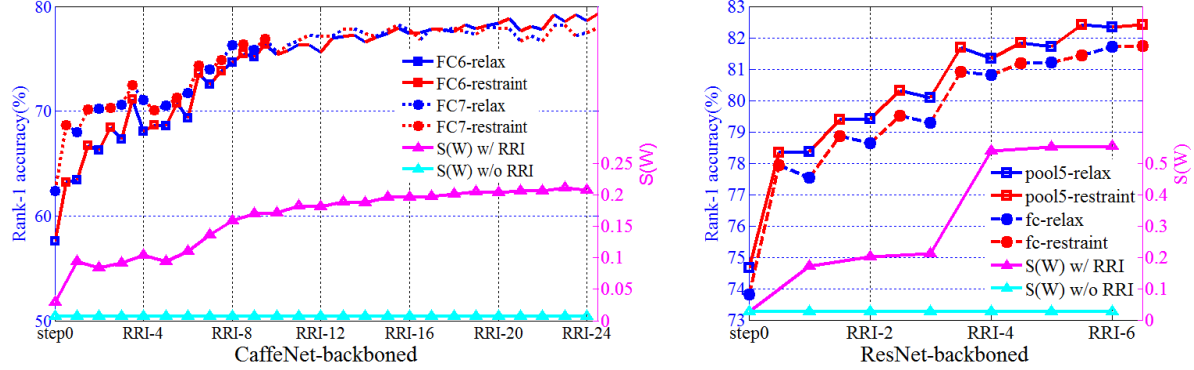 80
70
60
50
Rank-1 accuracy(%)
FC6-relax
FC6-restraint
FC7-relax
FC7-restraint
S(W) w/ RRI
S(W) w/o RRI
0.25
0.2
0.15
0.1
0.05
0
S(W)
step0 RRI-4 RRI-8 RRI-12 RRI-16 RRI-20 RRI-24
CaffeNet-backboned
83
82
81
80
79
78
77
76
75
74
73
Rank-1 accuracy(%)
pool5-relax
pool5-restraint
fc-relax
fc-restraint
S(W) w/ RRI
S(W) w/o RRI
0.5
0.4
0.3
0.2
0.1
0
S(W)
step0 RRI-2 RRI-4 RRI-6
ResNet-backboned